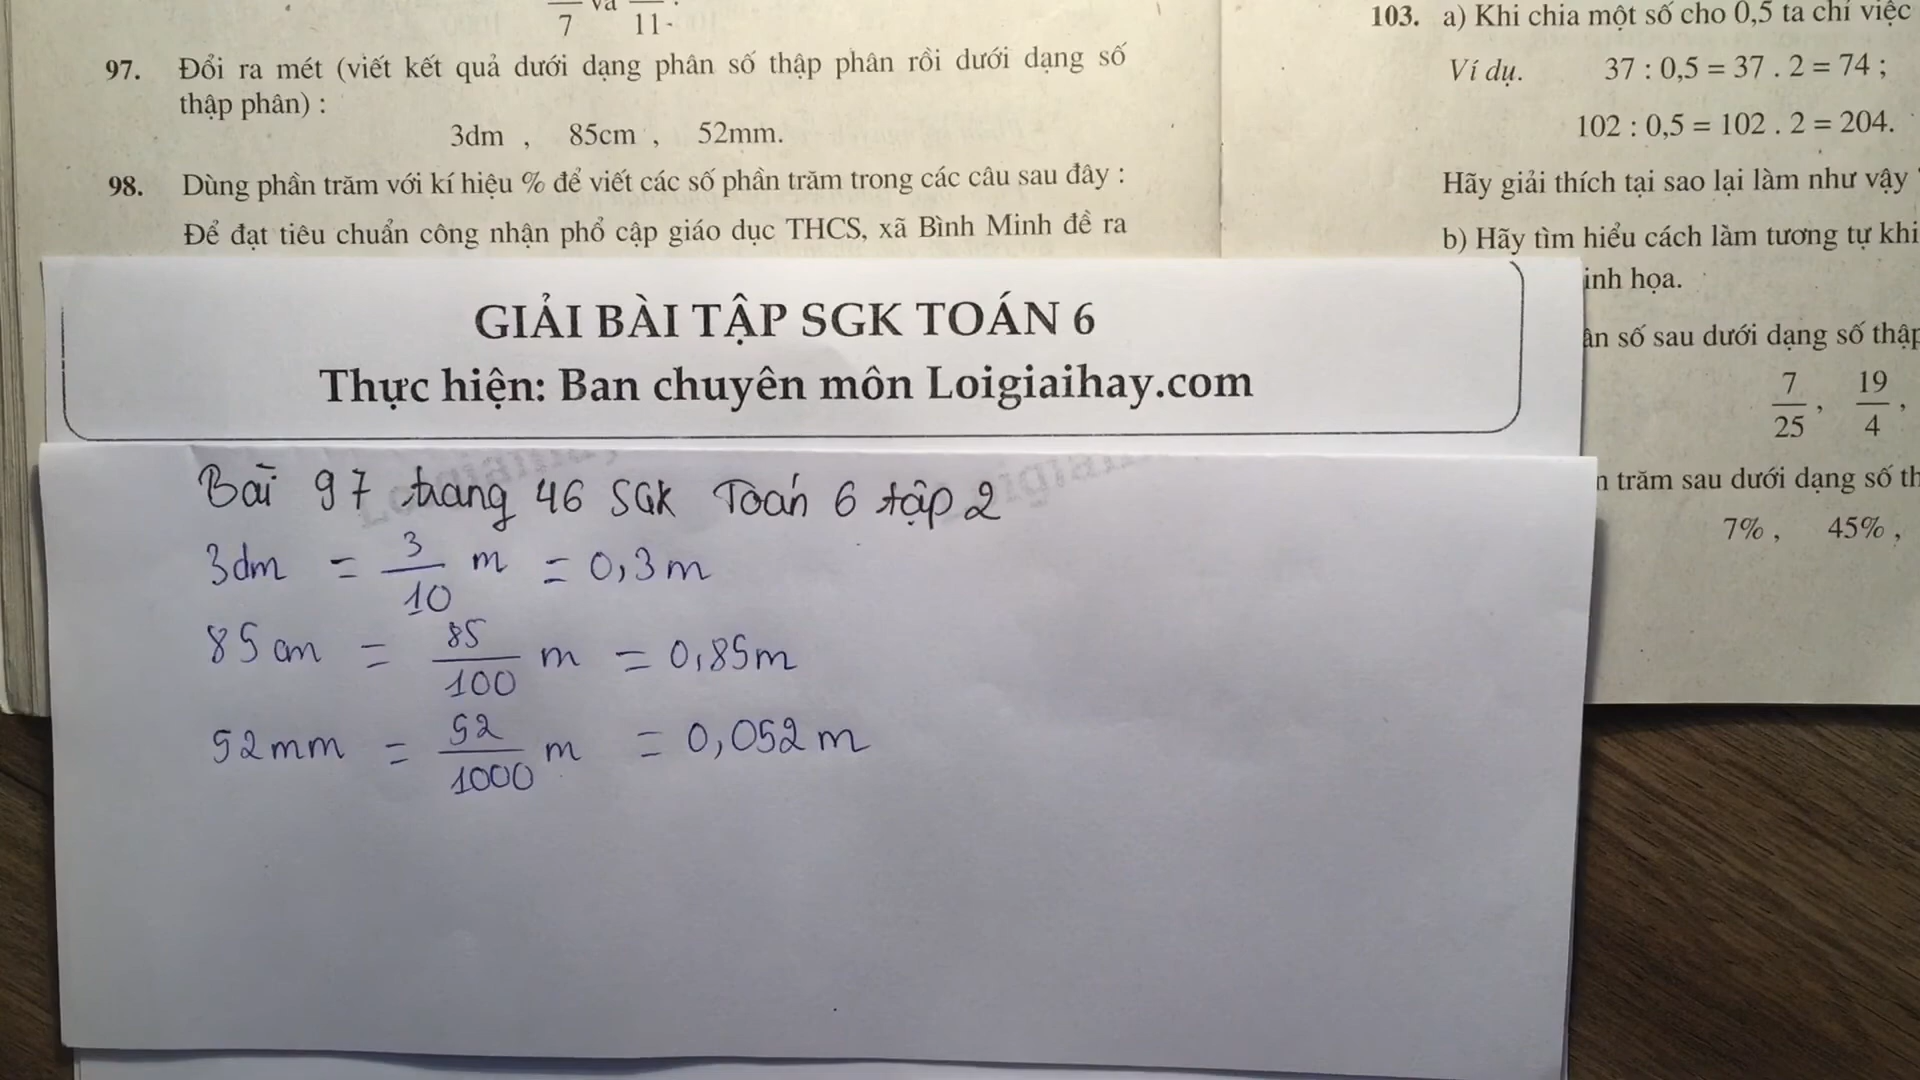 7 và 11.
97. Đổi ra mét (viết kết quả dưới dạng phân số thập phân rồi dưới dạng số
thập phân) :
3dm , 85cm , 52mm.
98. Dùng phần trăm với kí hiệu % để viết các số phần trăm trong các câu sau đây :
Để đạt tiêu chuẩn công nhận phổ cập giáo dục THCS, xã Bình Minh đề ra
103. a) Khi chia một số cho 0,5 ta chỉ việc
Ví dụ. 37 : 0,5 = 37 . 2 = 74 ;
102 : 0,5 = 102 . 2 = 204.
Hãy giải thích tại sao lại làm như vậy
b) Hãy tìm hiểu cách làm tương tự khi
inh họa.
ân số sau dưới dạng số thập
7/25 , 19/4 ,
n trăm sau dưới dạng số th
7% , 45% ,
GIẢI BÀI TẬP SGK TOÁN 6
Thực hiện: Ban chuyên môn Loigiaihay.com
Bài 97 trang 46 SGK Toán 6 tập 2
3dm = 3/10 m = 0,3m
85cm = 85/100 m = 0,85m
52mm = 52/1000 m = 0,052m